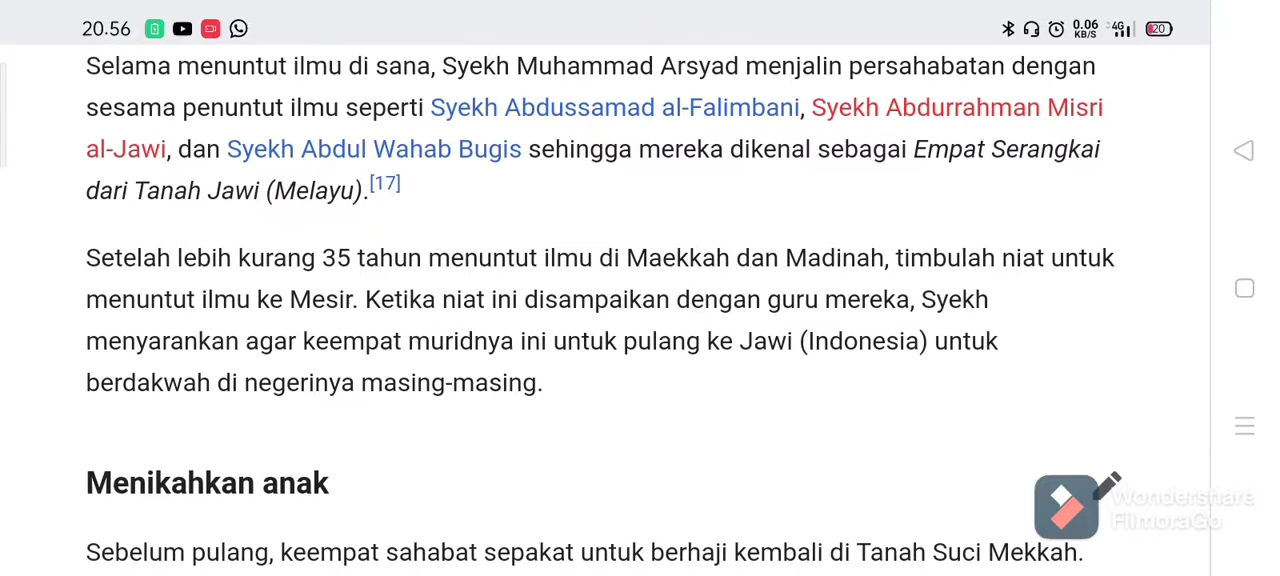 20.56
0.06 KB/S 4G 20
Selama menuntut ilmu di sana, Syekh Muhammad Arsyad menjalin persahabatan dengan
sesama penuntut ilmu seperti Syekh Abdussamad al-Falimbani, Syekh Abdurrahman Misri
al-Jawi, dan Syekh Abdul Wahab Bugis sehingga mereka dikenal sebagai Empat Serangkai
dari Tanah Jawi (Melayu).[17]
Setelah lebih kurang 35 tahun menuntut ilmu di Maekkah dan Madinah, timbulah niat untuk
menuntut ilmu ke Mesir. Ketika niat ini disampaikan dengan guru mereka, Syekh
menyarankan agar keempat muridnya ini untuk pulang ke Jawi (Indonesia) untuk
berdakwah di negerinya masing-masing.
Menikahkan anak
Wondershare
FilmoraGo
Sebelum pulang, keempat sahabat sepakat untuk berhaji kembali di Tanah Suci Mekkah.